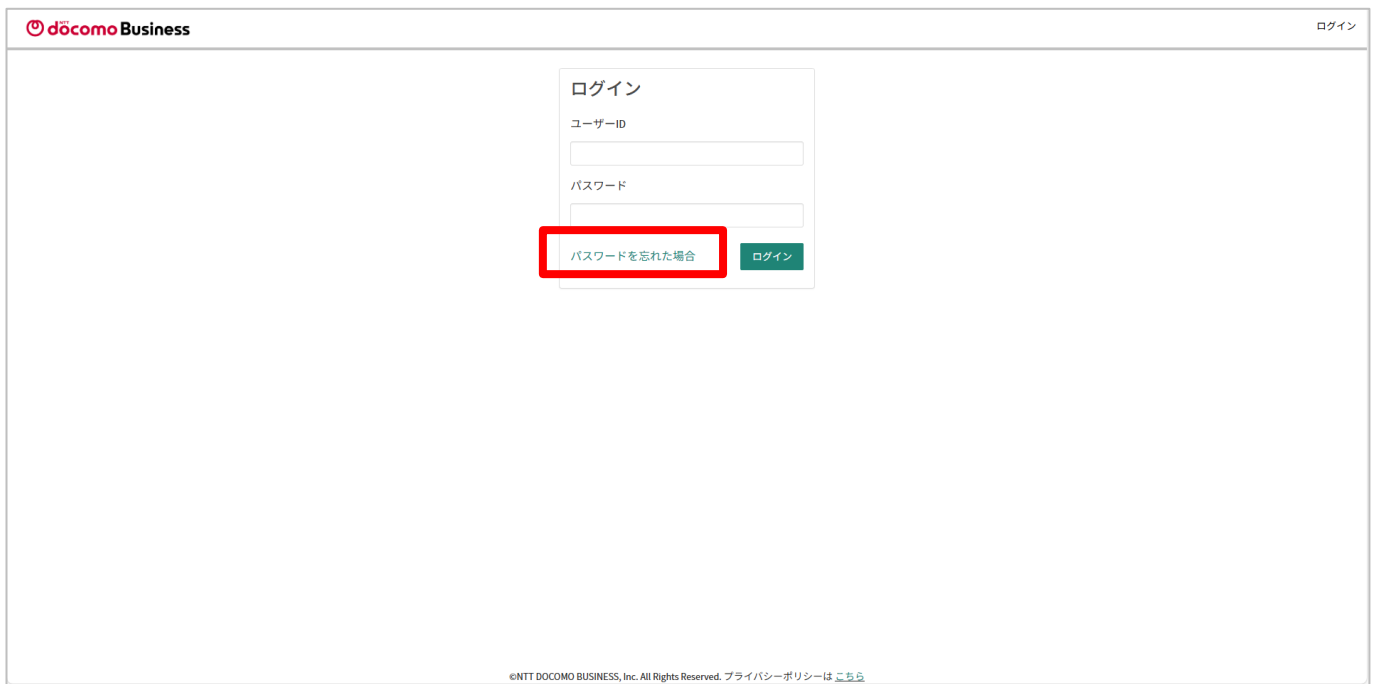 NTT
döcomo Business
ログイン
ログイン
ユーザーID
パスワード
パスワードを忘れた場合
ログイン
©NTT DOCOMO BUSINESS, Inc. All Rights Reserved. プライバシーポリシーは こちら